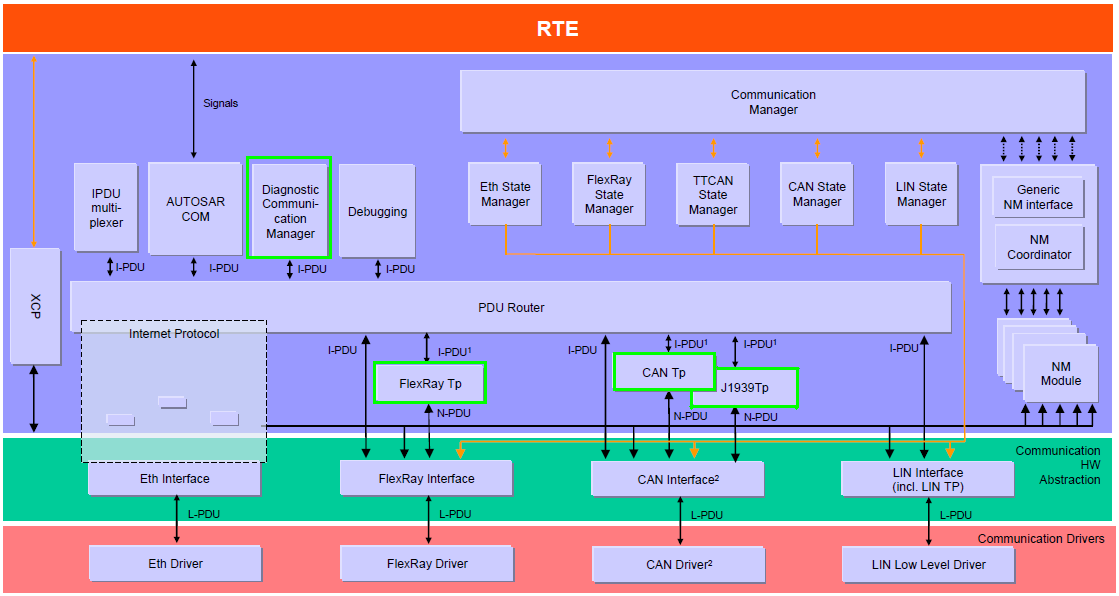 RTE
Signals
Communication
Manager
IPDU
multi-
plexer
AUTOSAR
COM
Diagnostic
Communi-
cation
Manager
Debugging
Eth State
Manager
FlexRay
State
Manager
TTCAN
State
Manager
CAN State
Manager
LIN State
Manager
Generic
NM interface
NM
Coordinator
I-PDU
I-PDU
I-PDU
I-PDU
XCP
PDU Router
Internet Protocol
I-PDU
I-PDU¹
I-PDU
I-PDU¹
I-PDU¹
I-PDU
FlexRay Tp
CAN Tp
J1939Tp
NM
Module
N-PDU
N-PDU
N-PDU
Communication
HW
Abstraction
Eth Interface
FlexRay Interface
CAN Interface²
LIN Interface
(incl. LIN TP)
L-PDU
L-PDU
L-PDU
L-PDU
Communication Drivers
Eth Driver
FlexRay Driver
CAN Driver²
LIN Low Level Driver